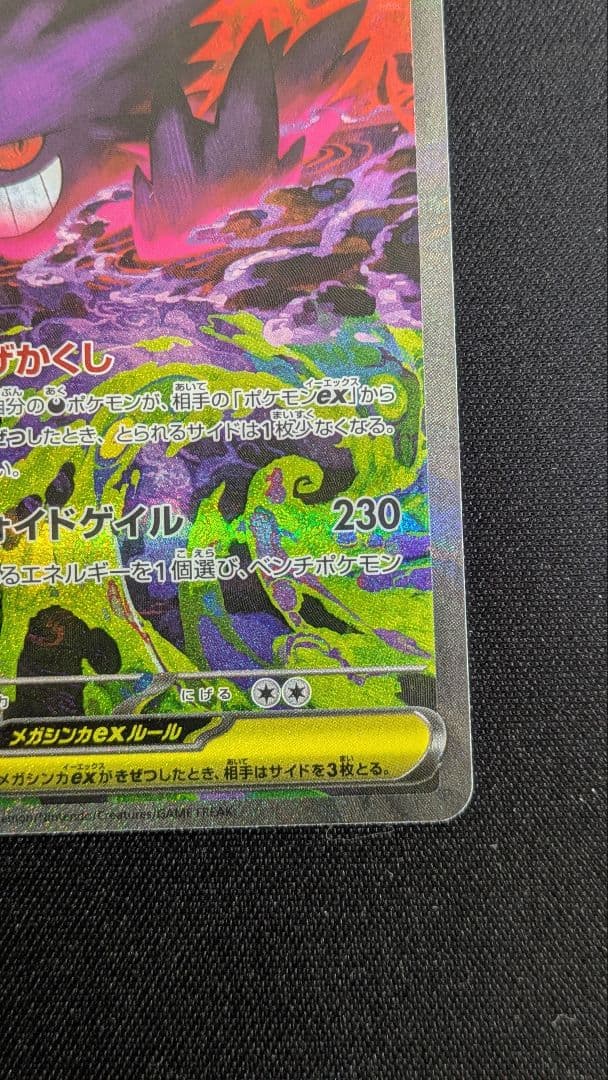 ザかくし
自分のポケモンが、相手の「ポケモンex」から
ぜつしたとき、とられるサイドは1枚少なくなる。
い。
ォイドゲイル 230
るエネルギーを1個選び、ベンチポケモン
にげる
メガシンカexルール
メガシンカexがきぜつしたとき、相手はサイドを3枚とる。
émon/Nintendo/Creatures/GAME FREAK